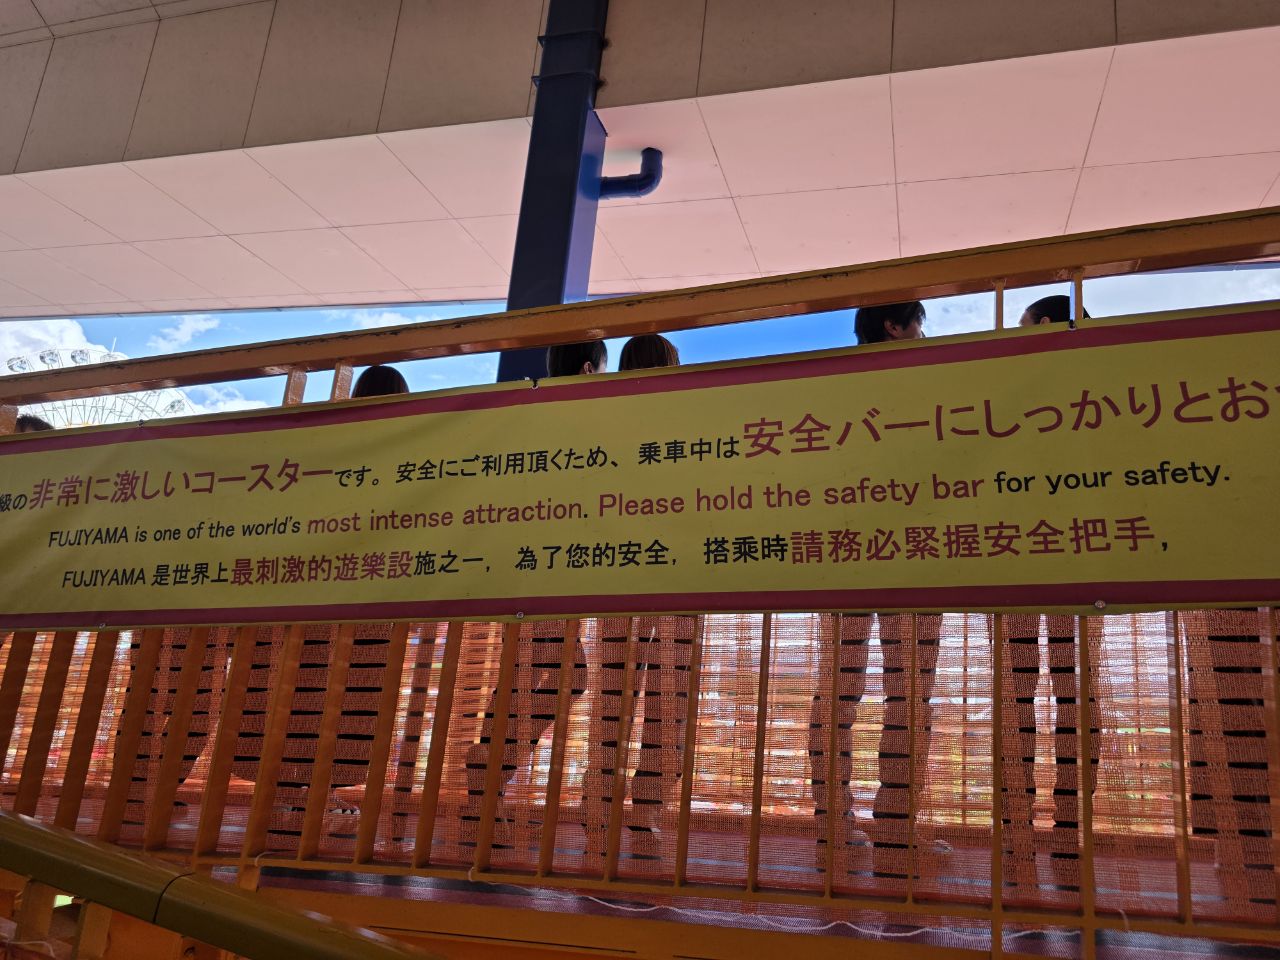 級の非常に激しいコースターです。安全にご利用頂くため、乗車中は安全バーにしっかりとお
FUJIYAMA is one of the world's most intense attraction. Please hold the safety bar for your safety.
FUJIYAMA 是世界上最刺激的遊樂設施之一，為了您的安全，搭乘時請務必緊握安全把手，